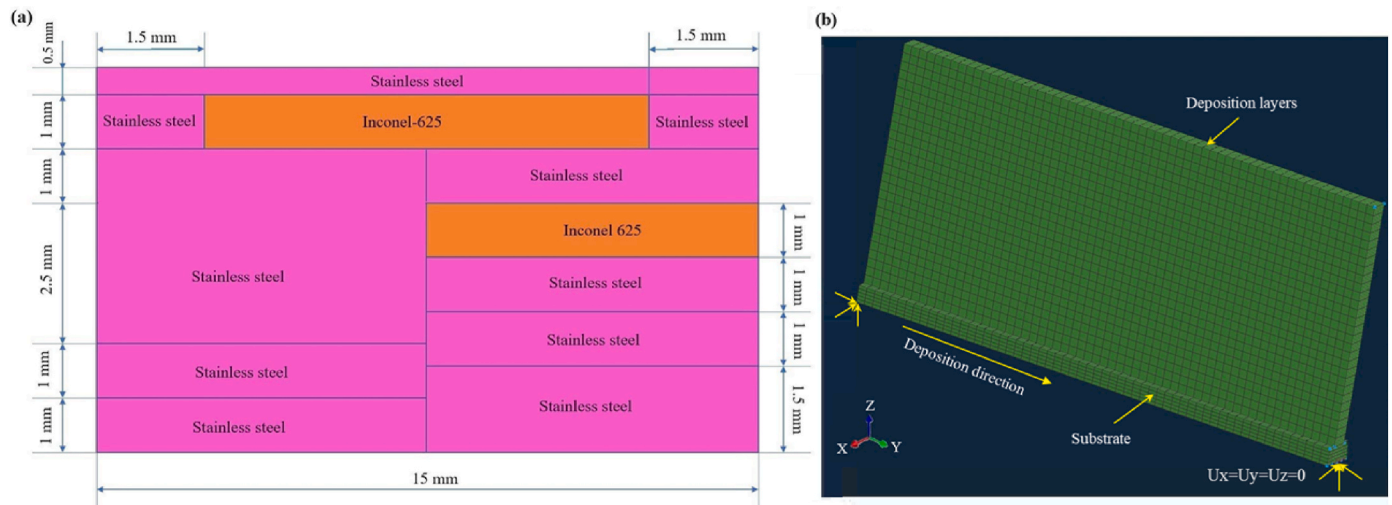 (a)
0.5 mm
1.5 mm
1.5 mm
Stainless steel
1 mm
Stainless steel
Inconel-625
Stainless steel
1 mm
Stainless steel
2.5 mm
Stainless steel
Inconel 625
1 mm
Stainless steel
1 mm
Stainless steel
1 mm
1 mm
Stainless steel
Stainless steel
1.5 mm
1 mm
Stainless steel
15 mm
(b)
Deposition layers
Deposition direction
Substrate
Z
X
Y
Ux=Uy=Uz=0